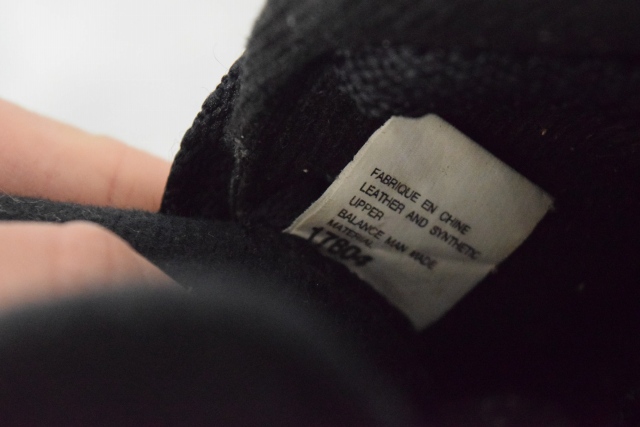 FABRIQUE EN CHINE
LEATHER AND SYNTHETIC
UPPER
BALANCE MAN MADE
MATERIAL
17804